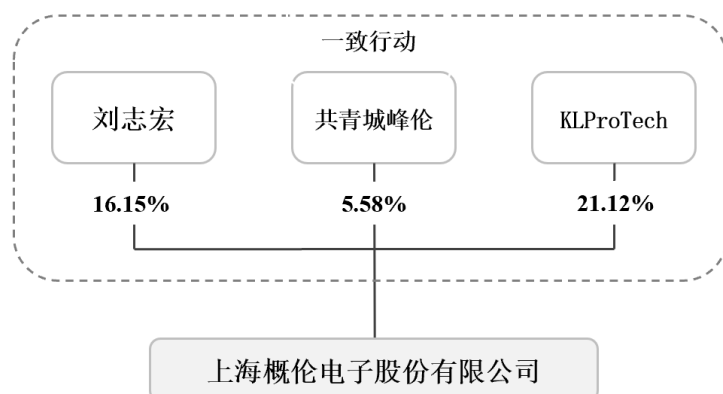 一致行动
刘志宏
共青城峰伦
KLProTech
16.15%
5.58%
21.12%
上海概伦电子股份有限公司